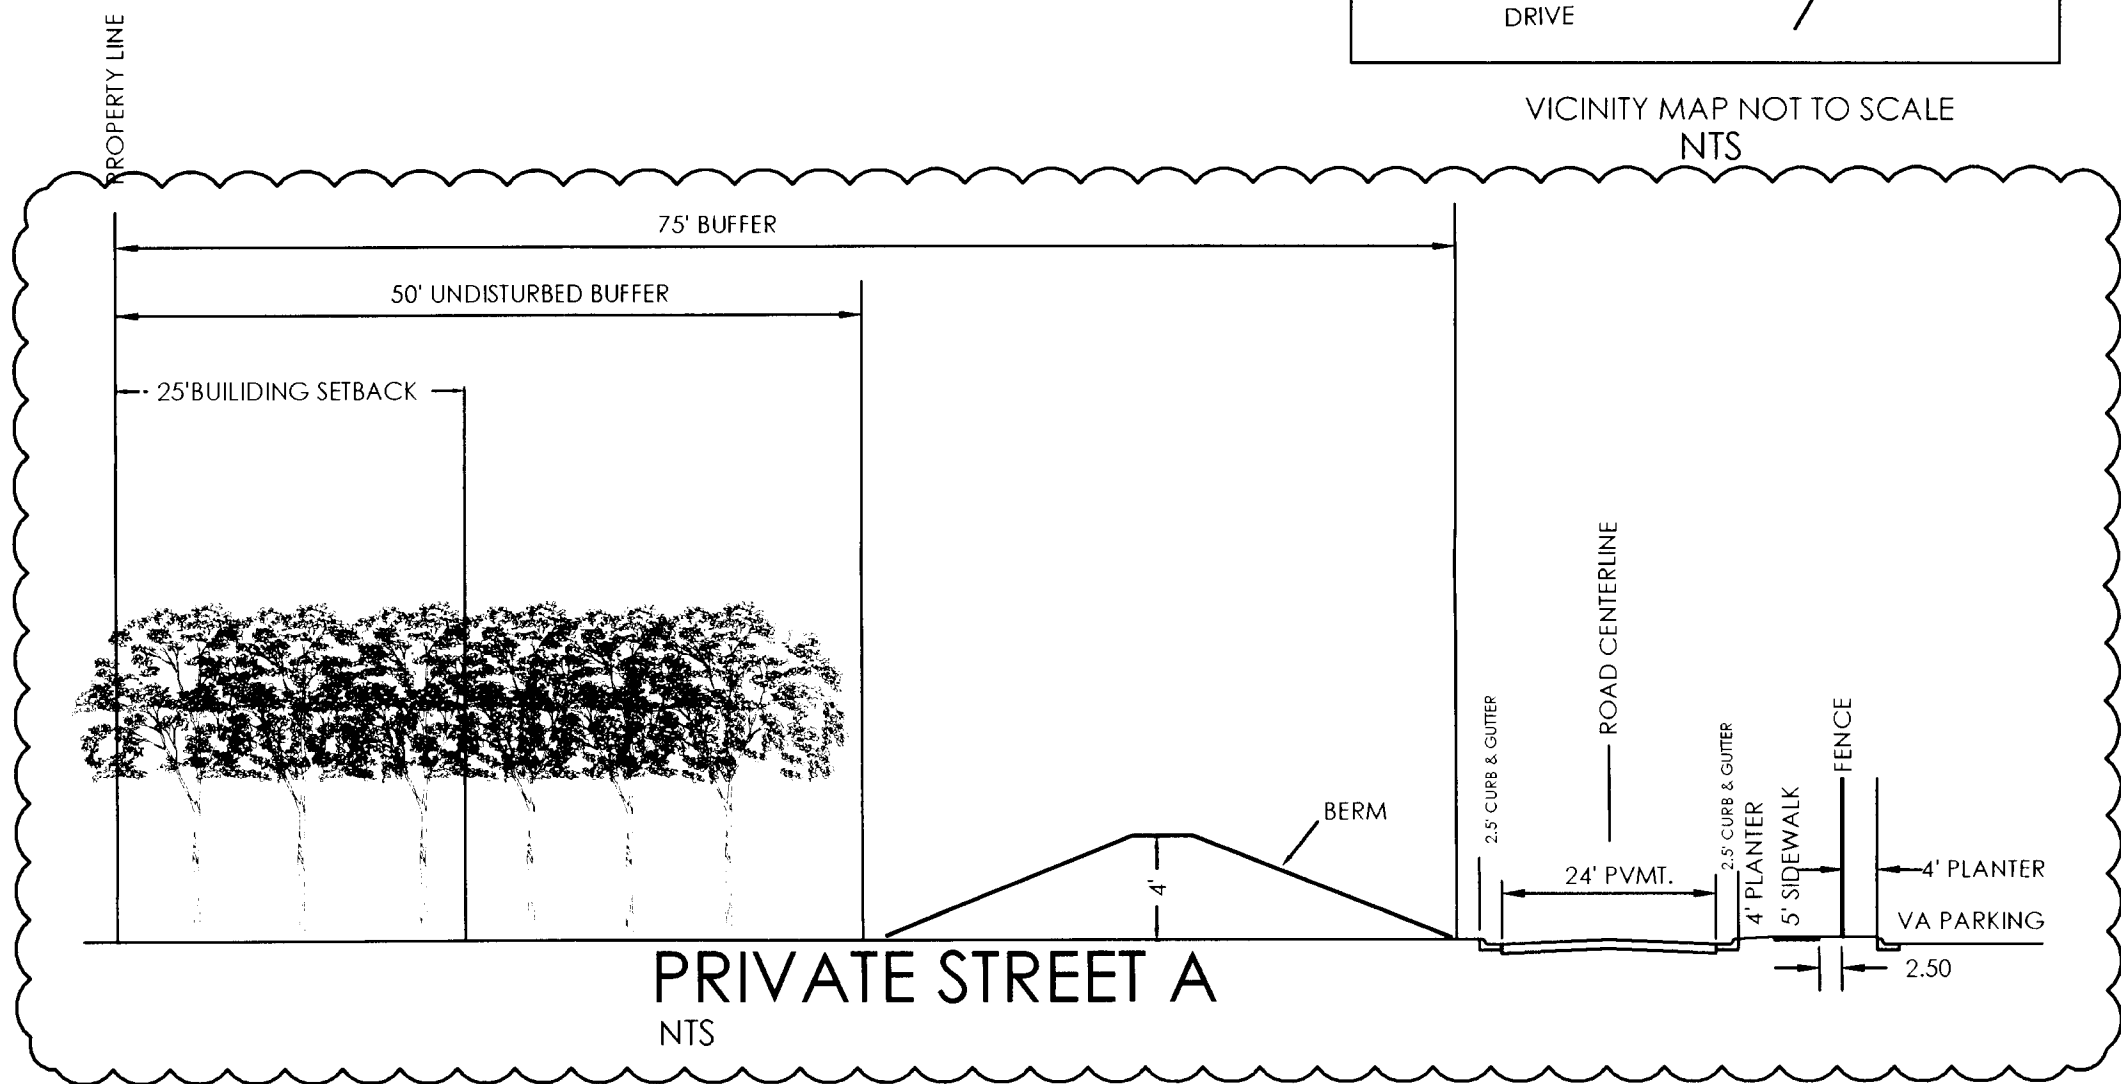 DRIVE
VICINITY MAP NOT TO SCALE
NTS
PROPERTY LINE
75' BUFFER
50' UNDISTURBED BUFFER
25'BUILIDING SETBACK
BERM
4'
2.5' CURB & GUTTER
ROAD CENTERLINE
24' PVMT.
2.5' CURB & GUTTER
4' PLANTER
5' SIDEWALK
FENCE
4' PLANTER
VA PARKING
2.50
PRIVATE STREET A
NTS